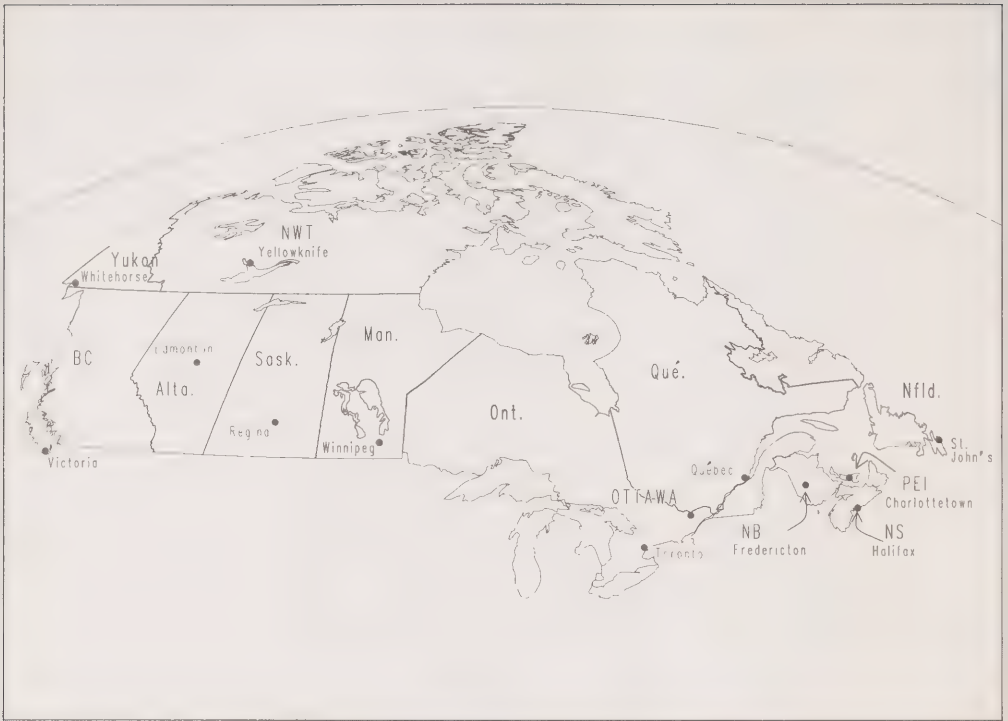 NWT
Yellowknife
Yukon
Whitehorse
BC
Edmonton
Alta.
Sask.
Regina
Man.
Winnipeg
Victoria
Ont.
Qué.
Québec
OTTAWA
Toronto
Nfld.
St.
John's
PEI
Charlottetown
NB
Fredericton
NS
Halifax